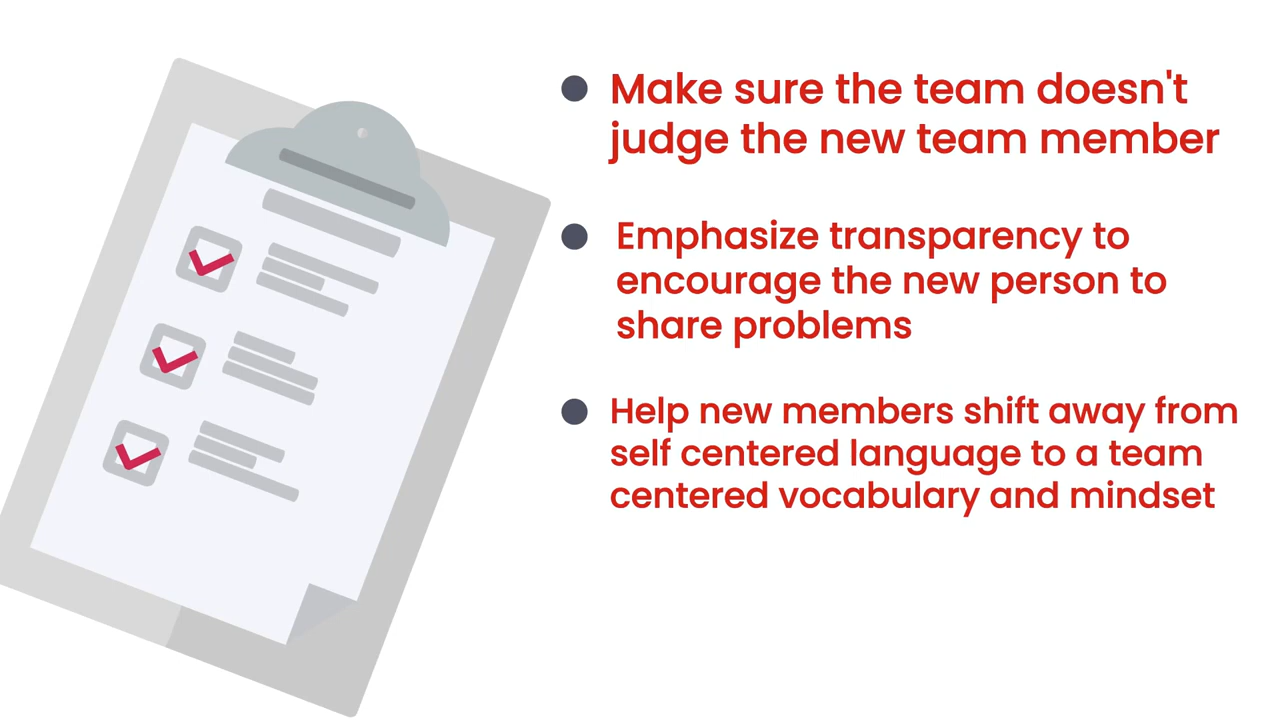 Make sure the team doesn't
judge the new team member
Emphasize transparency to
encourage the new person to
share problems
Help new members shift away from
self centered language to a team
centered vocabulary and mindset